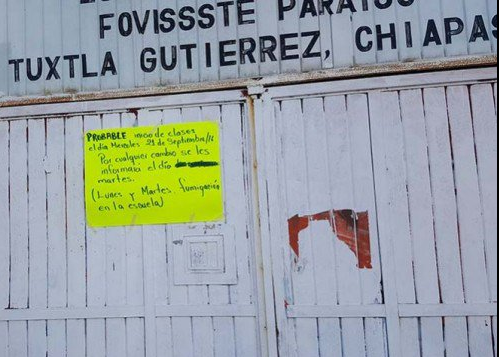 FOVISSSTE PARAISO
TUXTLA GUTIERREZ, CHIAPAS
PROBABLE inicio de clases
el día Miercoles 21 de Septiembre/16
Por cualquier cambio se les
informara el día
martes.
(Lunes y Martes fumigación
en la escuela)